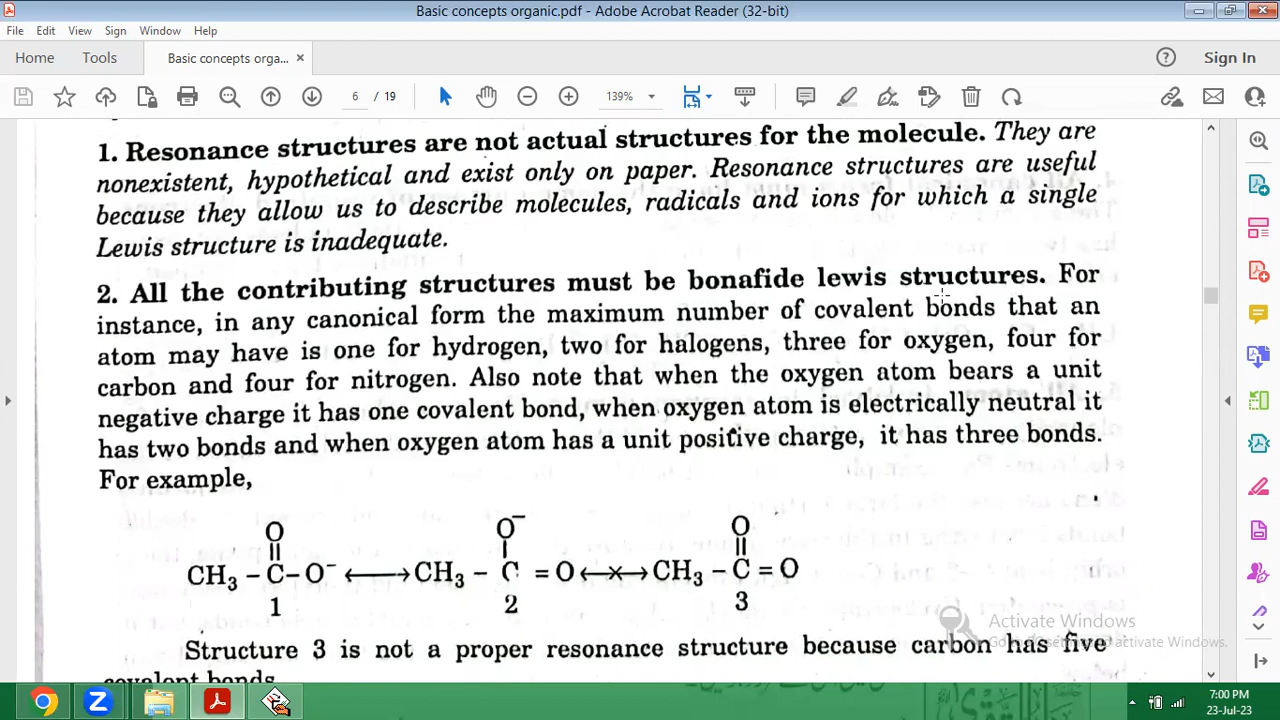 Basic concepts organic.pdf - Adobe Acrobat Reader (32-bit)
File Edit View Sign Window Help
Home Tools Basic concepts orga... × Sign In
6 / 19 139%
1. Resonance structures are not actual structures for the molecule. They are
nonexistent, hypothetical and exist only on paper. Resonance structures are useful
because they allow us to describe molecules, radicals and ions for which a single
Lewis structure is inadequate.
2. All the contributing structures must be bonafide lewis structures. For
instance, in any canonical form the maximum number of covalent bonds that an
atom may have is one for hydrogen, two for halogens, three for oxygen, four for
carbon and four for nitrogen. Also note that when the oxygen atom bears a unit
negative charge it has one covalent bond, when oxygen atom is electrically neutral it
has two bonds and when oxygen atom has a unit positive charge, it has three bonds.
For example,
O O⁻ O
CH₃ – C – O⁻ ⟷ CH₃ – C = O ⟷ CH₃ – C = O
1 2 3
Activate Windows
Structure 3 is not a proper resonance structure because carbon has five
covalent bonds
7:00 PM
23-Jul-23